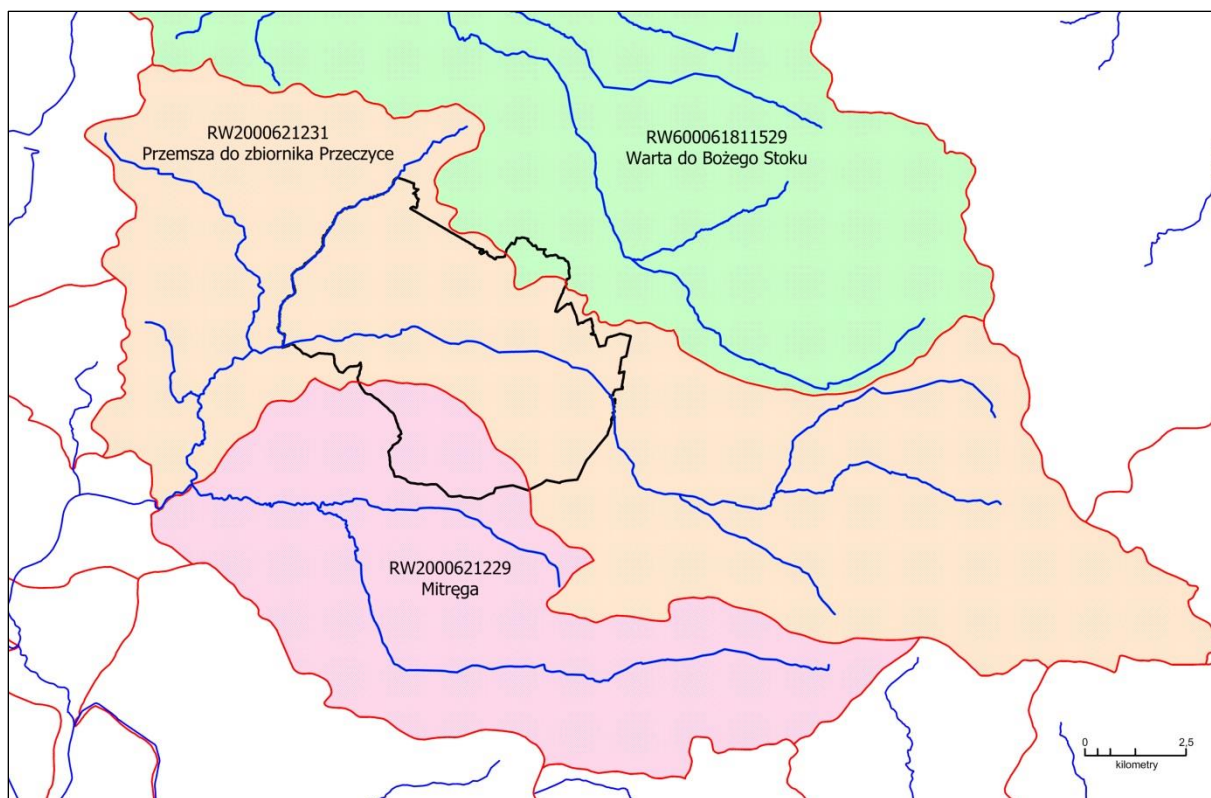 RW2000621231
Przemsza do zbiornika Przeczyce
RW600061811529
Warta do Bożego Stoku
RW2000621229
Mitręga
0 2,5
kilometry